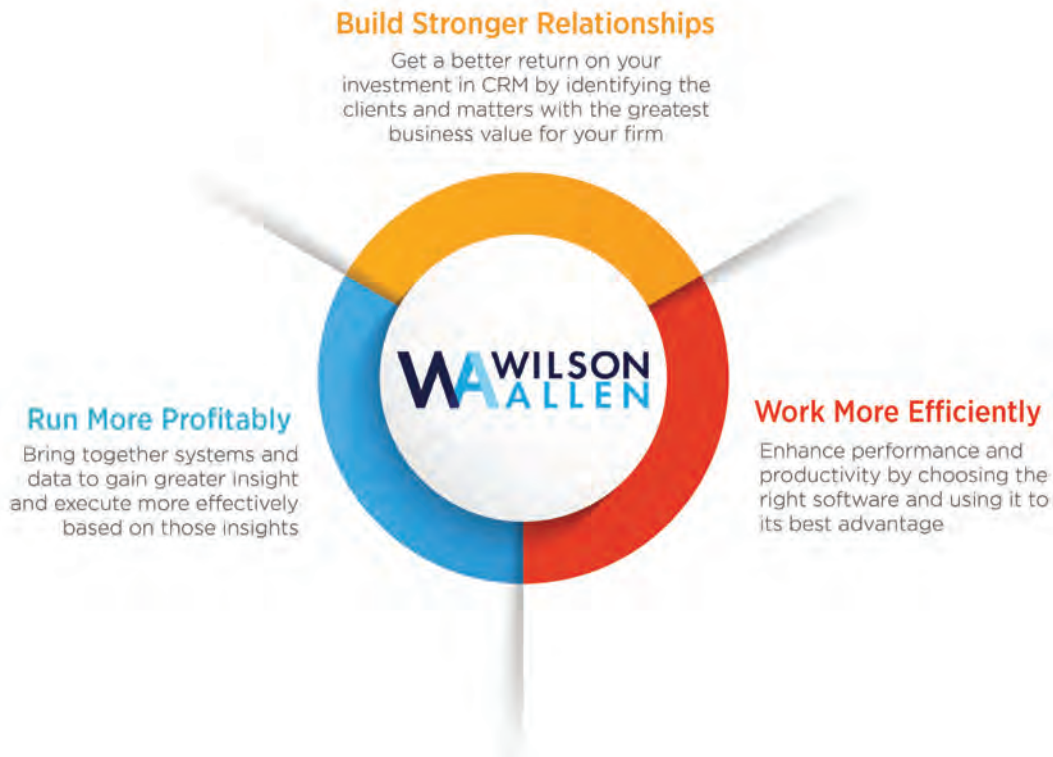 Build Stronger Relationships
Get a better return on your
investment in CRM by identifying the
clients and matters with the greatest
business value for your firm
WA WILSON
ALLEN
Run More Profitably
Bring together systems and
data to gain greater insight
and execute more effectively
based on those insights
Work More Efficiently
Enhance performance and
productivity by choosing the
right software and using it to
its best advantage